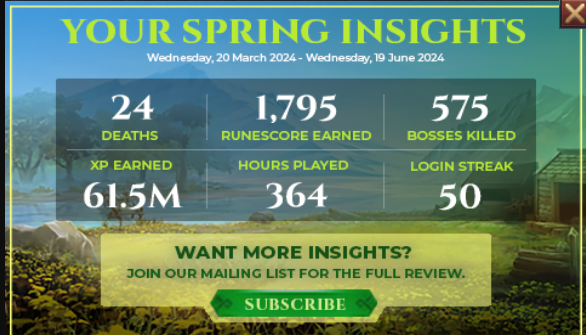 YOUR SPRING INSIGHTS
Wednesday, 20 March 2024 - Wednesday, 19 June 2024
24
DEATHS
1,795
RUNESCORE EARNED
575
BOSSES KILLED
XP EARNED
61.5M
HOURS PLAYED
364
LOGIN STREAK
50
WANT MORE INSIGHTS?
JOIN OUR MAILING LIST FOR THE FULL REVIEW.
SUBSCRIBE